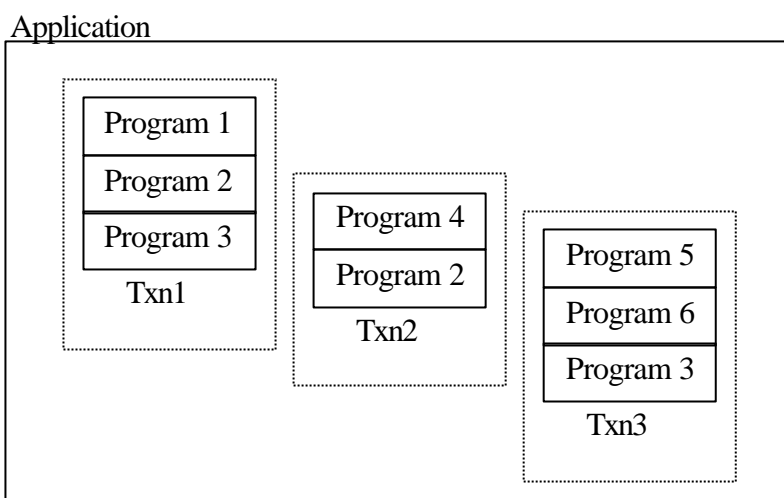 Application
Program 1
Program 2
Program 3
Txn1
Program 4
Program 2
Txn2
Program 5
Program 6
Program 3
Txn3